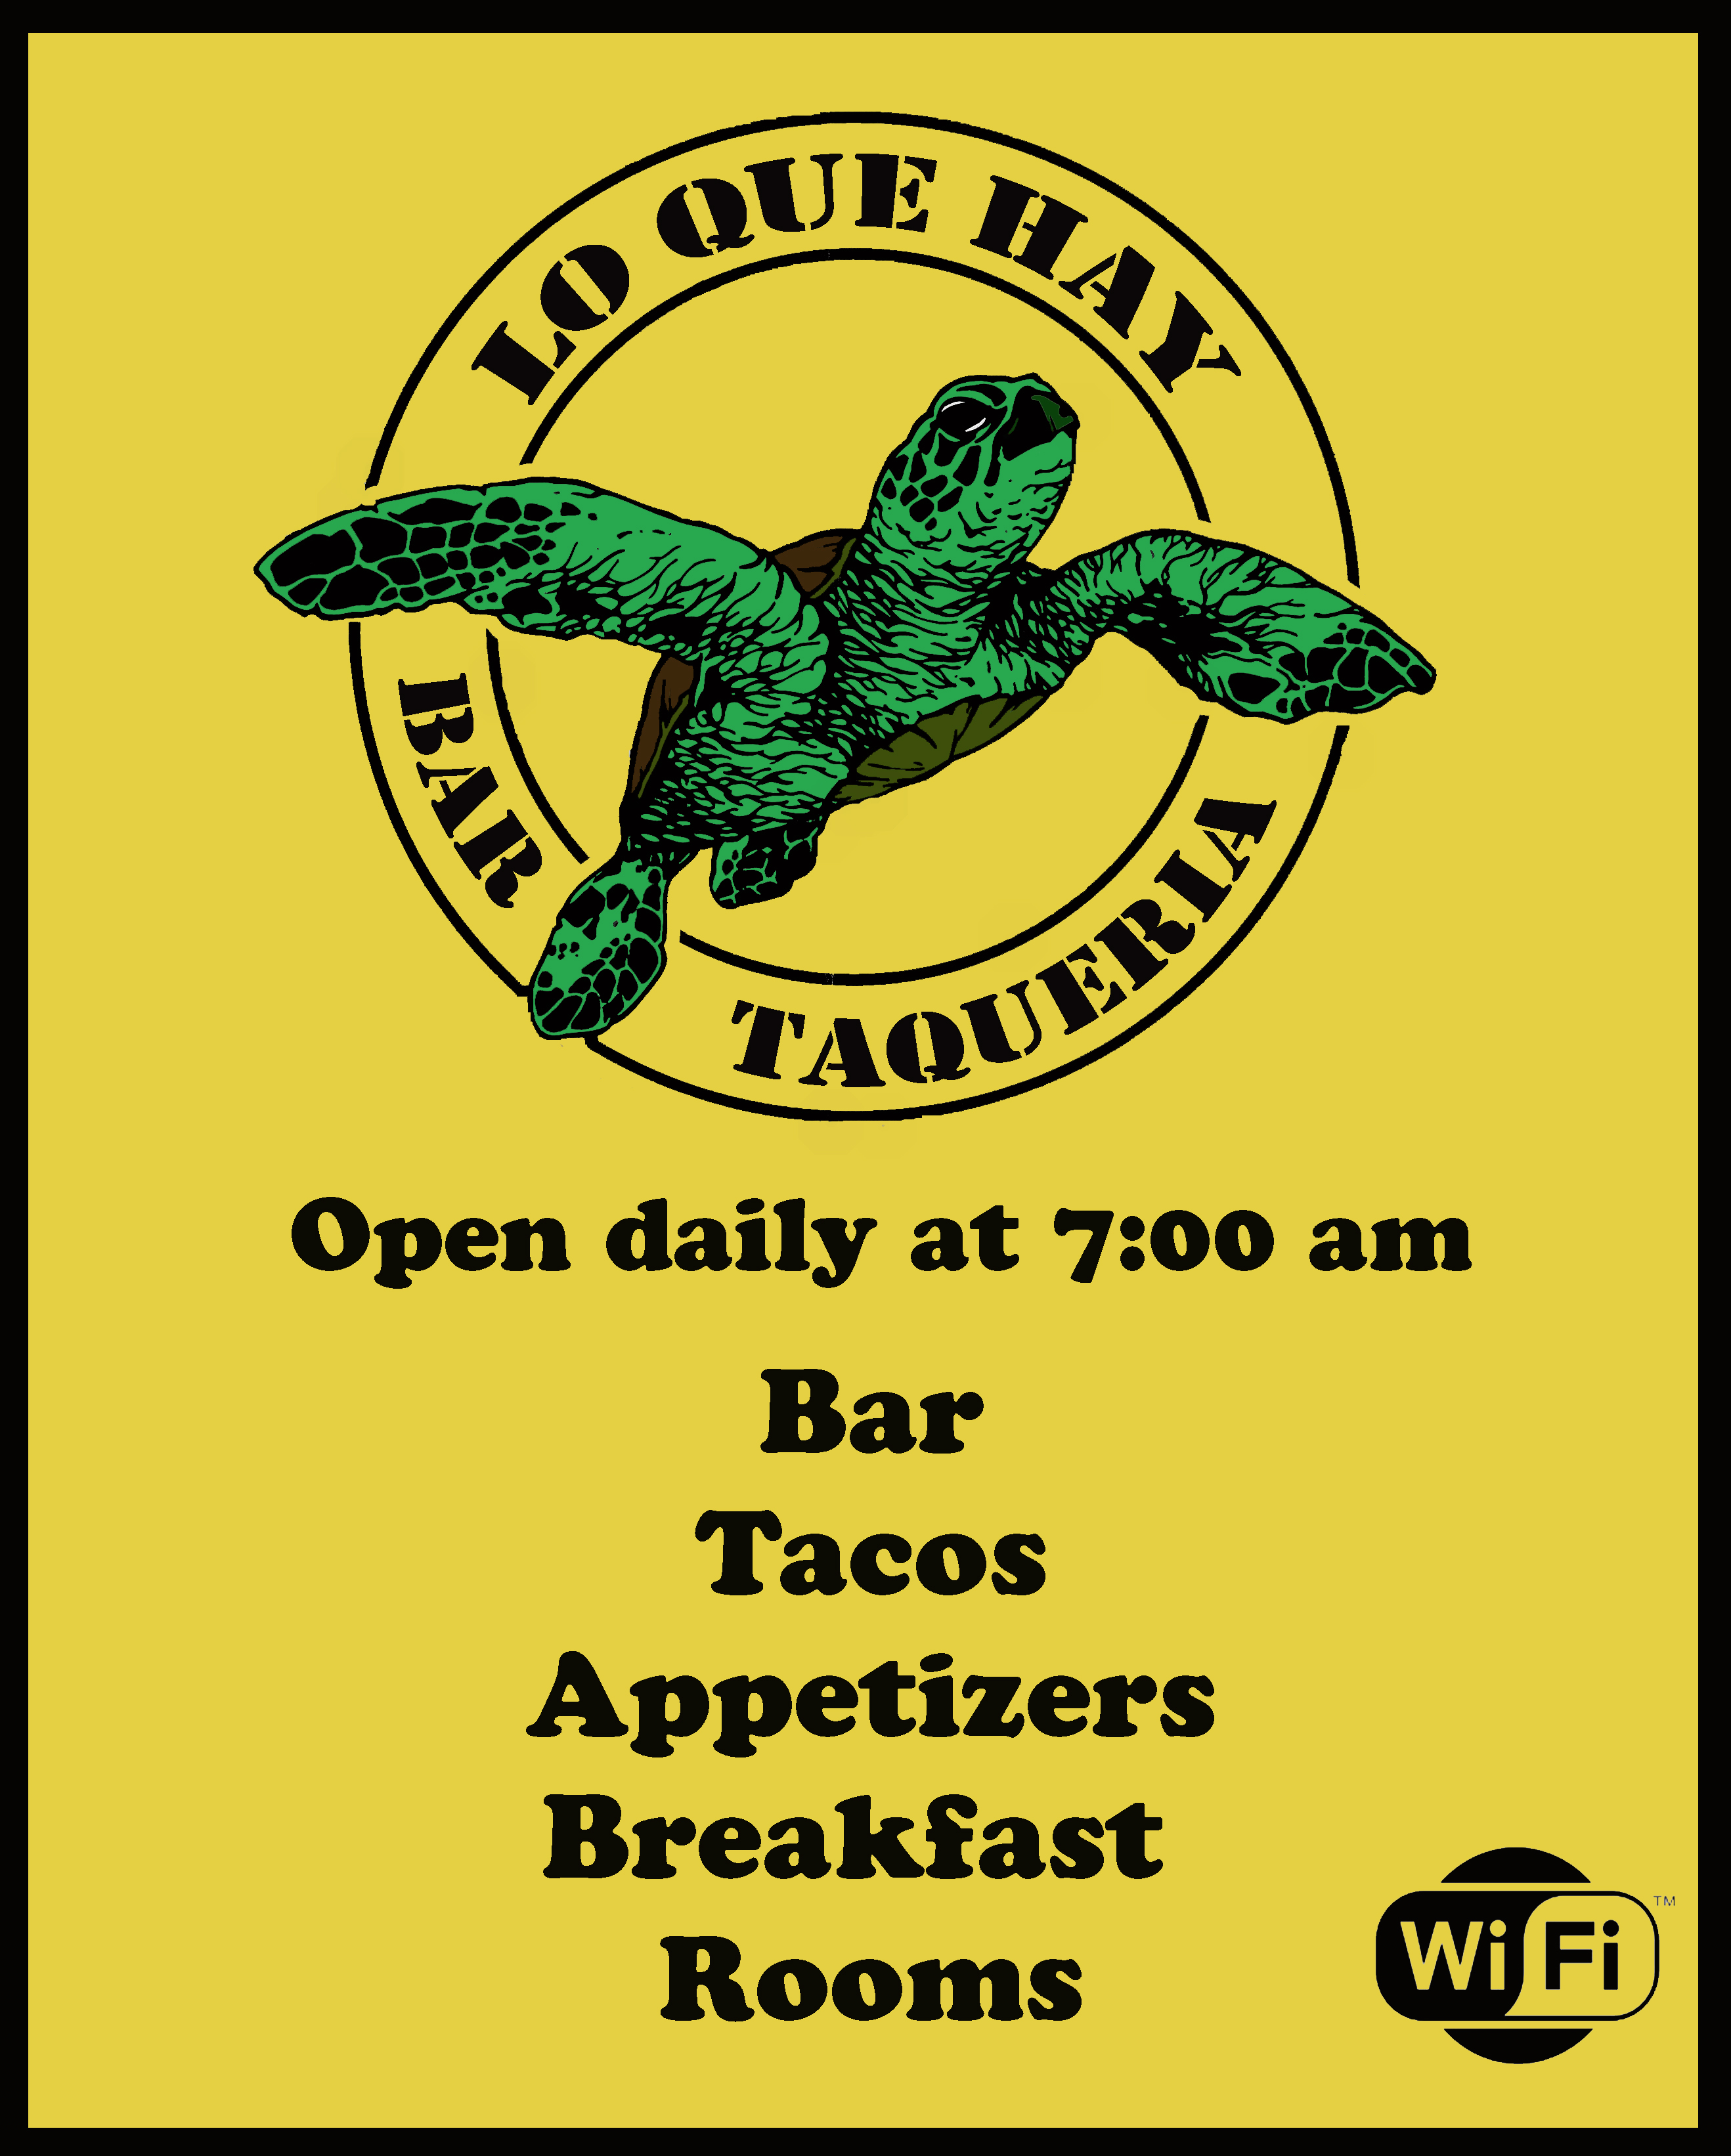 LO QUE HAY
BAR
TAQUERIA
Open daily at 7:00 am
Bar
Tacos
Appetizers
Breakfast
Rooms
WiFi TM